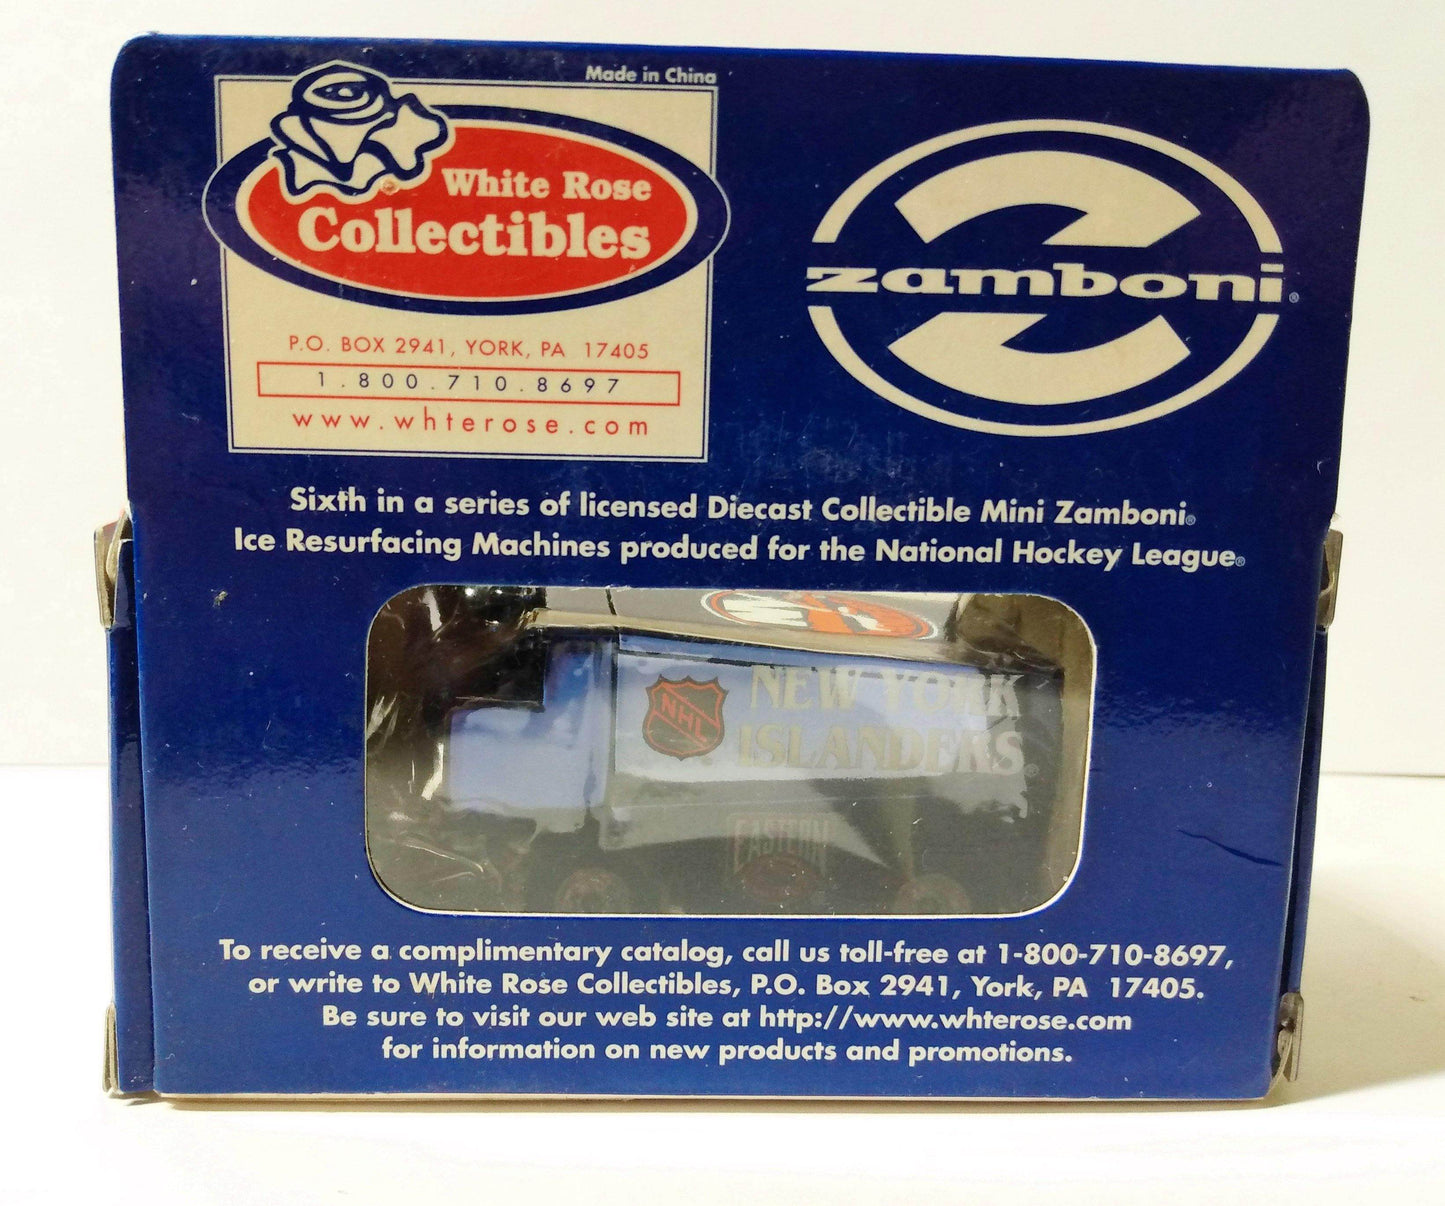 Made in China
White Rose
Collectibles
P.O. BOX 2941, YORK, PA 17405
1.800.710.8697
www.whterose.com
zamboni®
Sixth in a series of licensed Diecast Collectible Mini Zamboni®
Ice Resurfacing Machines produced for the National Hockey League®
NHL
NEW YORK
ISLANDERS®
EASTERN
To receive a complimentary catalog, call us toll-free at 1-800-710-8697,
or write to White Rose Collectibles, P.O. Box 2941, York, PA 17405.
Be sure to visit our web site at http://www.whterose.com
for information on new products and promotions.